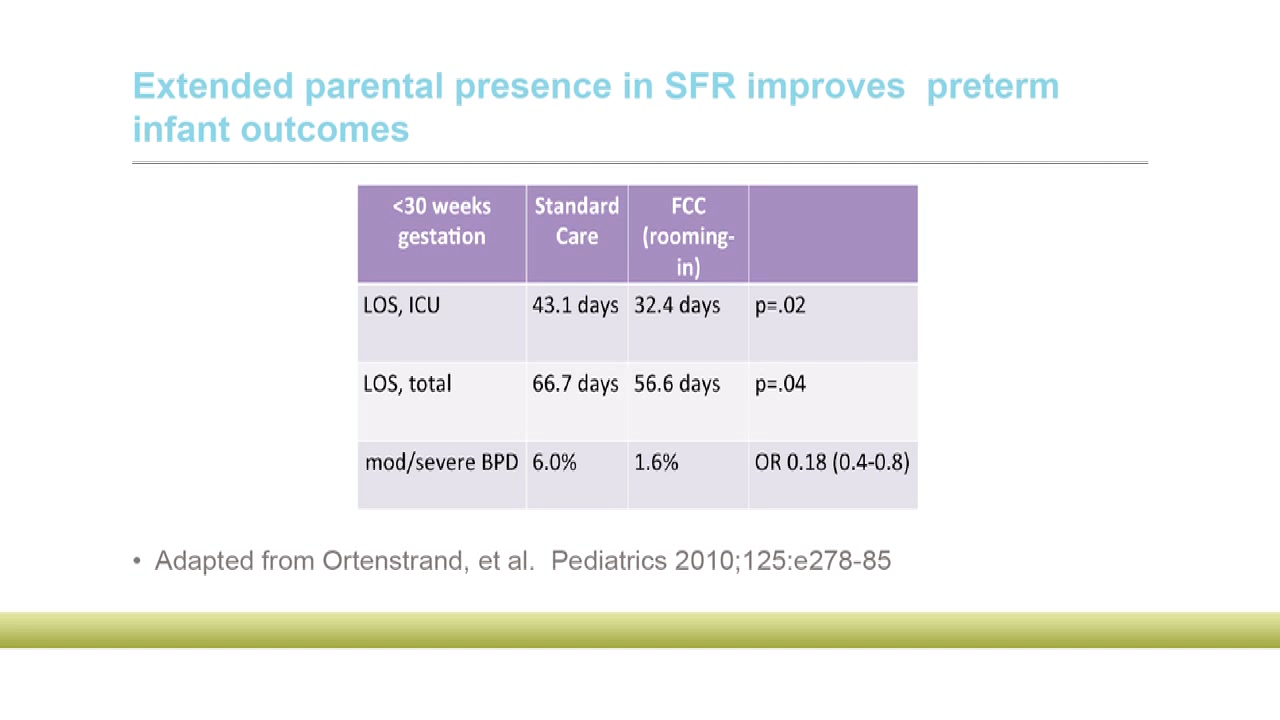 Extended parental presence in SFR improves  preterm
infant outcomes
<30 weeks gestation Standard Care FCC (rooming-in)
LOS, ICU 43.1 days 32.4 days p=.02
LOS, total 66.7 days 56.6 days p=.04
mod/severe BPD 6.0% 1.6% OR 0.18 (0.4-0.8)
• Adapted from Ortenstrand, et al.  Pediatrics 2010;125:e278-85